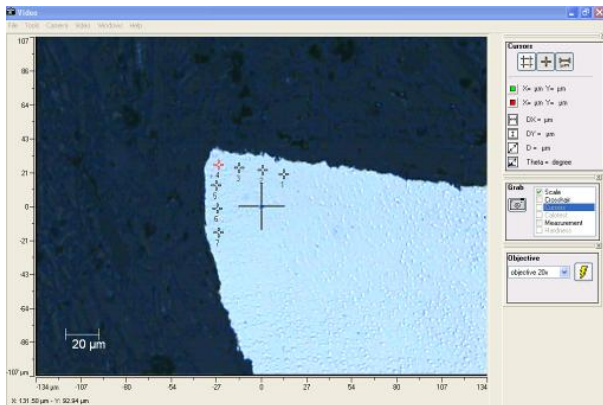 Video
File Tools Camera Video Windows Help
107
86
64
43
21
0
-21
-43
-64
-86
-107 µm
-134 µm -107 -80 -54 -27 0 27 54 80 107 134
4 3 2 1
5
6
7
20 µm
X: 131.50 µm - Y: 92.94 µm
Cursors
X= µm Y= µm
X= µm Y= µm
DX= µm
DY= µm
D= µm
Theta= degree
Grab
Scale
Crosshair
Cursors
Colored
Measurement
Hardness
Objective
objective 20x